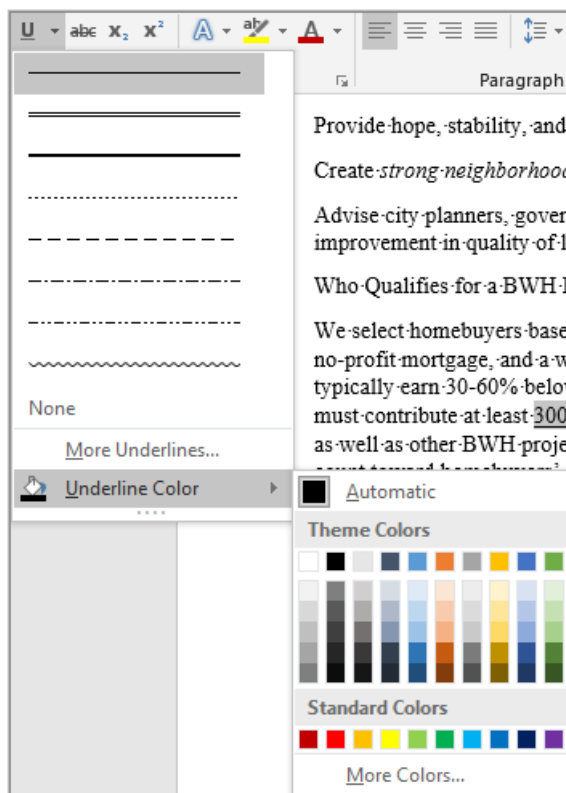 U abc X₂ X² A ab A
Paragraph
Provide·hope,·stability,·and
Create·strong·neighborhood
Advise·city·planners,·gover
improvement·in·quality·of·l
Who·Qualifies·for·a·BWH·
We·select·homebuyers·base
no-profit·mortgage,·and·a·w
typically·earn·30-60%·below
must·contribute·at·least·300
as·well·as·other·BWH·proje
None
More Underlines...
Underline Color
Automatic
Theme Colors
Standard Colors
More Colors...